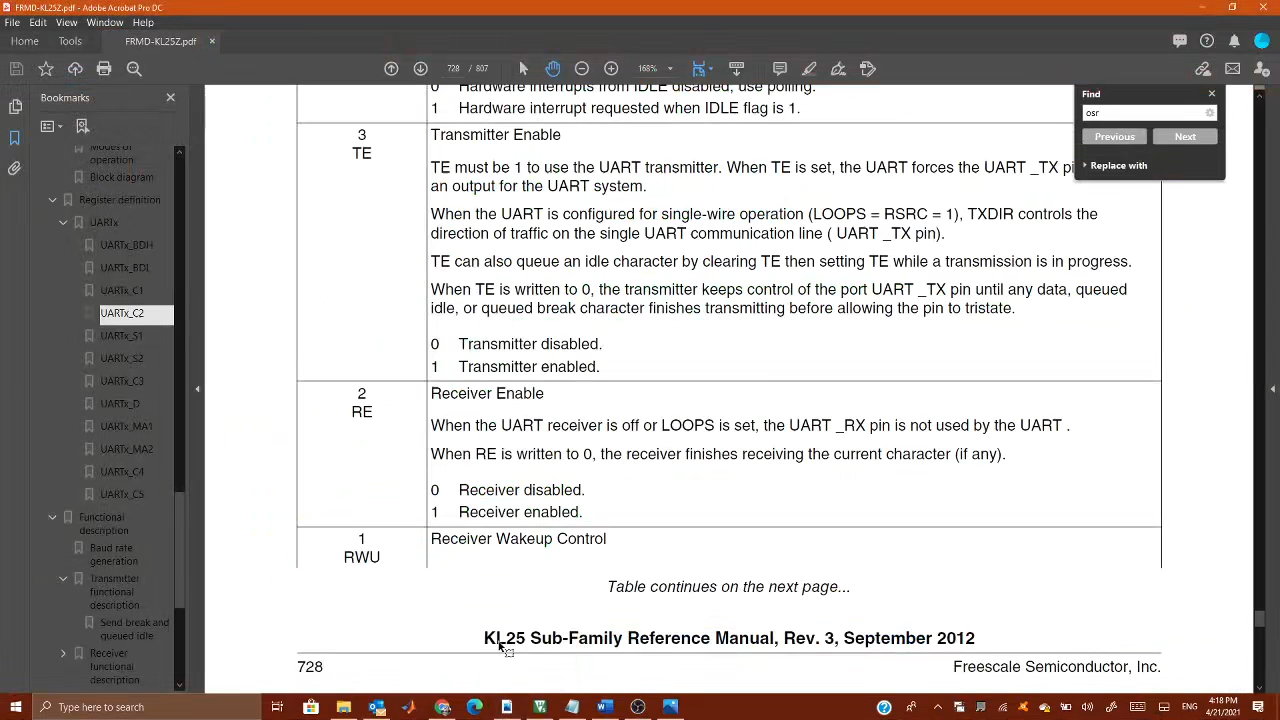 FRMD-KL25Z.pdf - Adobe Acrobat Pro DC
File Edit View Window Help
Home Tools FRMD-KL25Z.pdf ×
728 / 807 168%
Bookmarks
Modes of
operation
Block diagram
Register definition
UARTx
UARTx_BDH
UARTx_BDL
UARTx_C1
UARTx_C2
UARTx_S1
UARTx_S2
UARTx_C3
UARTx_D
UARTx_MA1
UARTx_MA2
UARTx_C4
UARTx_C5
Functional
description
Baud rate
generation
Transmitter
functional
description
Send break and
queued idle
Receiver
functional
description
0 Hardware interrupts from IDLE disabled; use polling.
1 Hardware interrupt requested when IDLE flag is 1.
3
TE
Transmitter Enable
TE must be 1 to use the UART transmitter. When TE is set, the UART forces the UART _TX pi
an output for the UART system.
When the UART is configured for single-wire operation (LOOPS = RSRC = 1), TXDIR controls the
direction of traffic on the single UART communication line ( UART _TX pin).
TE can also queue an idle character by clearing TE then setting TE while a transmission is in progress.
When TE is written to 0, the transmitter keeps control of the port UART _TX pin until any data, queued
idle, or queued break character finishes transmitting before allowing the pin to tristate.
0 Transmitter disabled.
1 Transmitter enabled.
2
RE
Receiver Enable
When the UART receiver is off or LOOPS is set, the UART _RX pin is not used by the UART .
When RE is written to 0, the receiver finishes receiving the current character (if any).
0 Receiver disabled.
1 Receiver enabled.
1
RWU
Receiver Wakeup Control
Table continues on the next page...
KL25 Sub-Family Reference Manual, Rev. 3, September 2012
728 Freescale Semiconductor, Inc.
Find
osr
Previous Next
Replace with
Type here to search
4:18 PM
4/21/2021